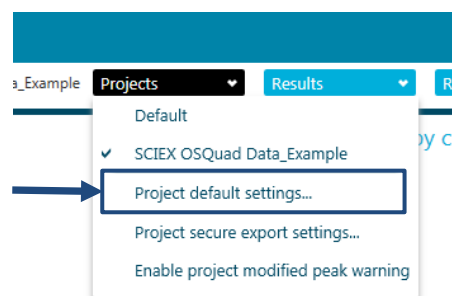 a_Example Projects Results R
by c
Default
SCIEX OSQuad Data_Example
Project default settings...
Project secure export settings...
Enable project modified peak warning